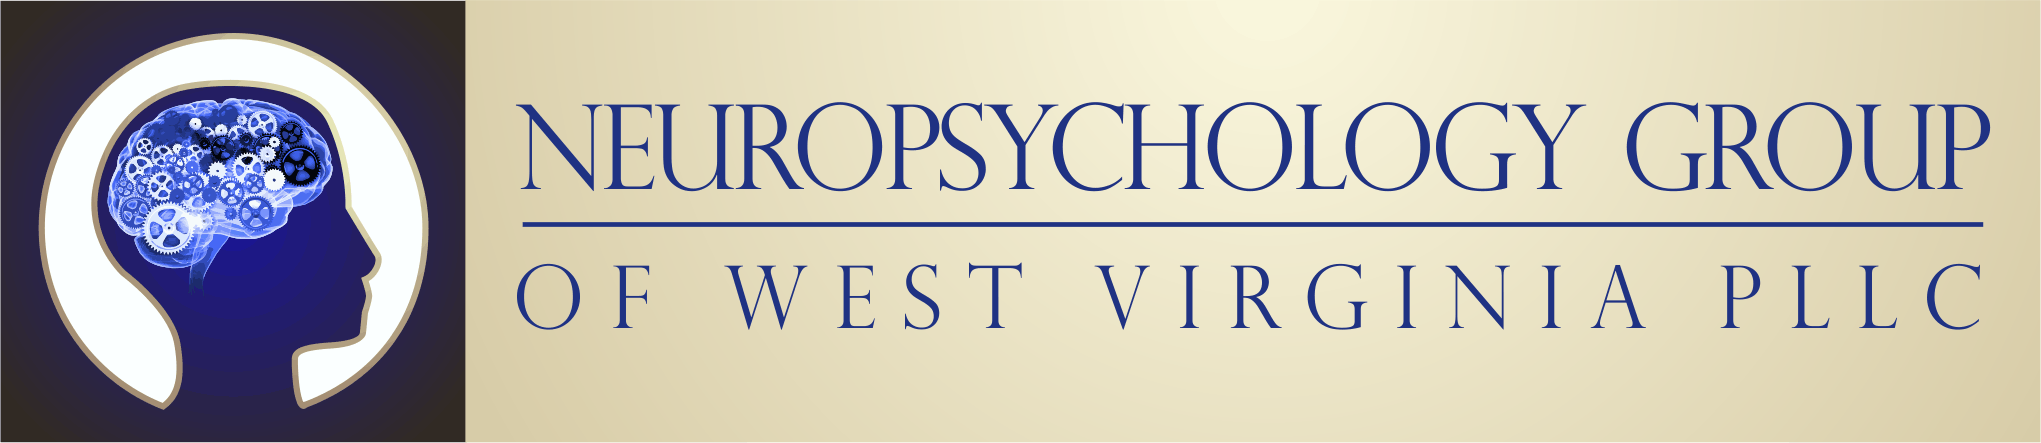 NEUROPSYCHOLOGY GROUP
OF WEST VIRGINIA PLLC